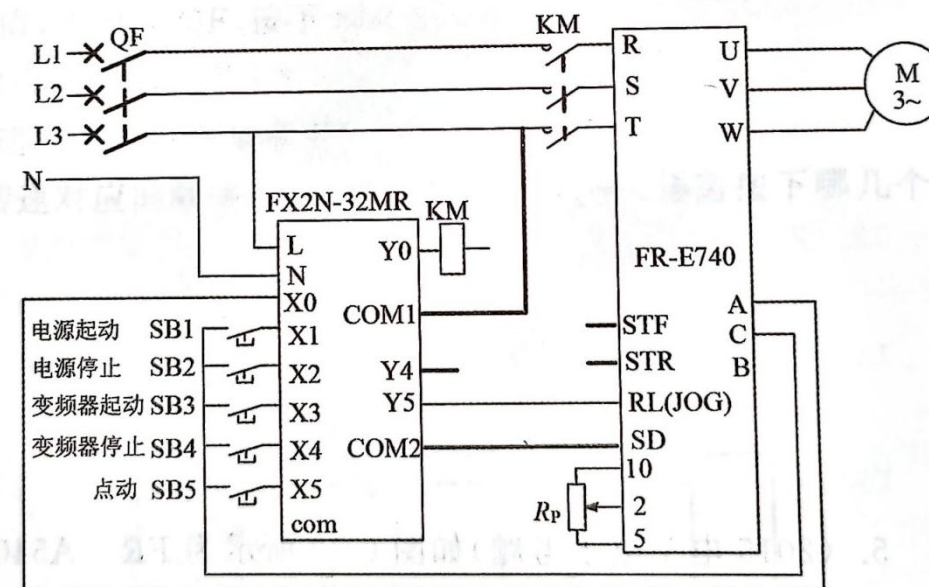 L1 QF KM R U
L2 S V M 3~
L3 T W
N
FX2N-32MR KM
L Y0 FR-E740
N
X0 A
电源起动 SB1 X1 COM1 STF C
电源停止 SB2 X2 Y4 STR B
变频器起动 SB3 X3 Y5 RL(JOG)
变频器停止 SB4 X4 COM2 SD
点动 SB5 X5 10
RP 2
com 5